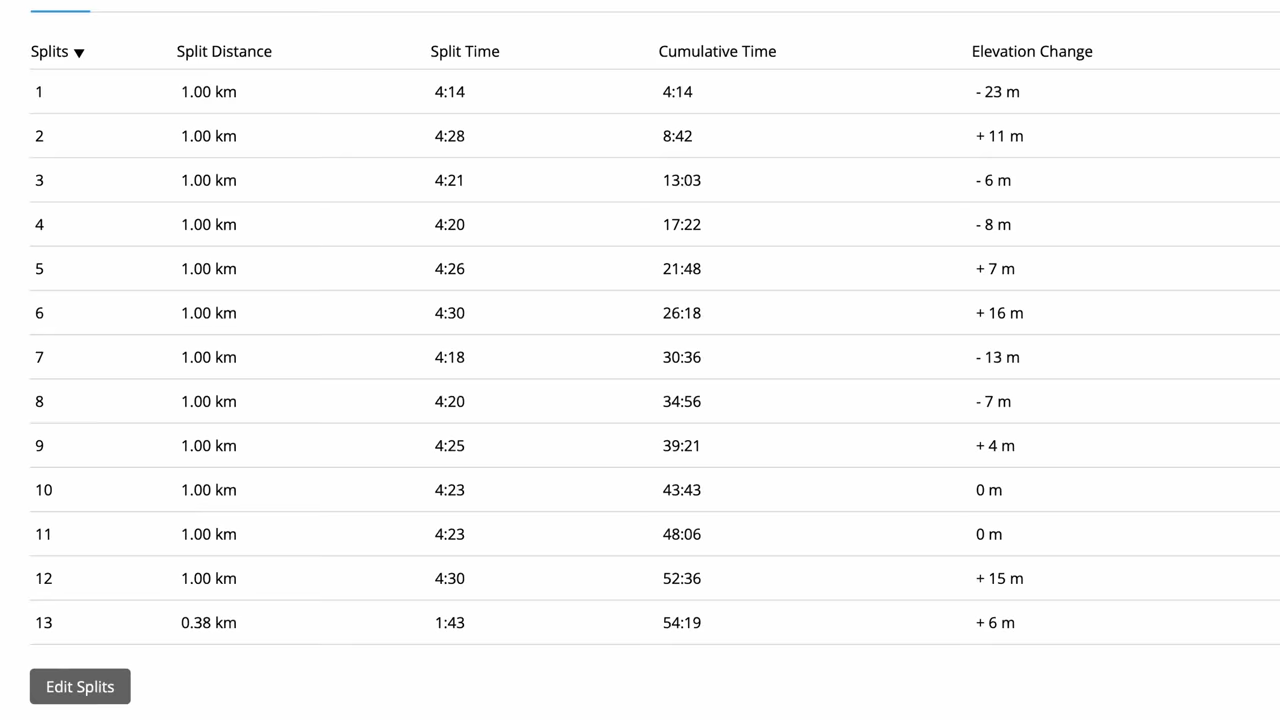 Splits ▼ Split Distance Split Time Cumulative Time Elevation Change
1 1.00 km 4:14 4:14 - 23 m
2 1.00 km 4:28 8:42 + 11 m
3 1.00 km 4:21 13:03 - 6 m
4 1.00 km 4:20 17:22 - 8 m
5 1.00 km 4:26 21:48 + 7 m
6 1.00 km 4:30 26:18 + 16 m
7 1.00 km 4:18 30:36 - 13 m
8 1.00 km 4:20 34:56 - 7 m
9 1.00 km 4:25 39:21 + 4 m
10 1.00 km 4:23 43:43 0 m
11 1.00 km 4:23 48:06 0 m
12 1.00 km 4:30 52:36 + 15 m
13 0.38 km 1:43 54:19 + 6 m
Edit Splits